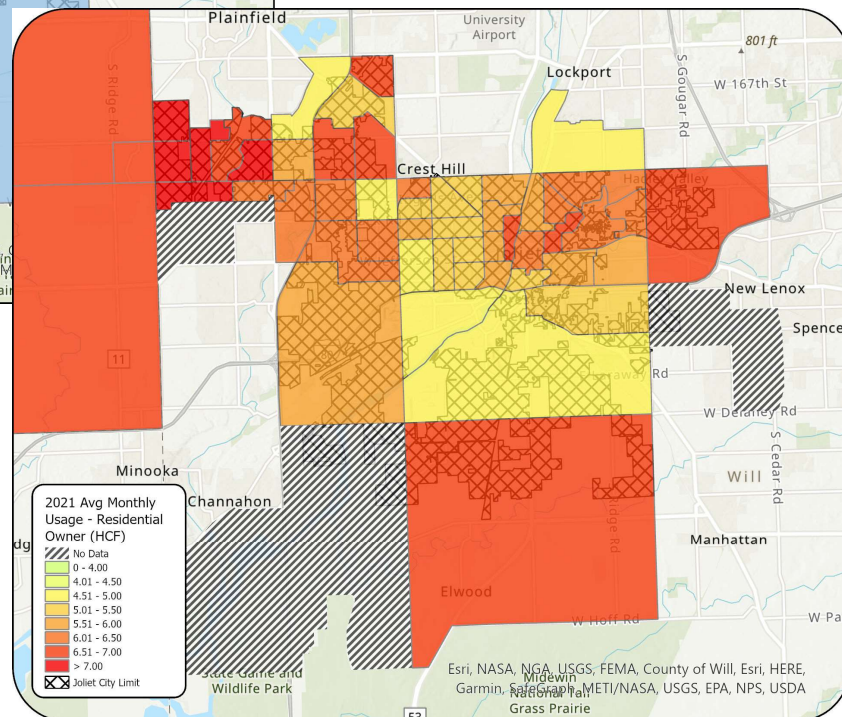 Plainfield
University
Airport
801 ft
S Ridge Rd
S Gougar Rd
Lockport
W 167th St
Crest Hill
New Lenox
Spence
11
W Delaney Rd
S Cedar Rd
Minooka
Will
Channahon
Manhattan
Elwood
W Hoff Rd
W Pa
2021 Avg Monthly
Usage - Residential
Owner (HCF)
No Data
0 - 4.00
4.01 - 4.50
4.51 - 5.00
5.01 - 5.50
5.51 - 6.00
6.01 - 6.50
6.51 - 7.00
> 7.00
Joliet City Limit
State Game and
Wildlife Park
Esri, NASA, NGA, USGS, FEMA, County of Will, Esri, HERE,
Garmin, SafeGraph, METI/NASA, USGS, EPA, NPS, USDA
Midewin
National Tall
Grass Prairie
53